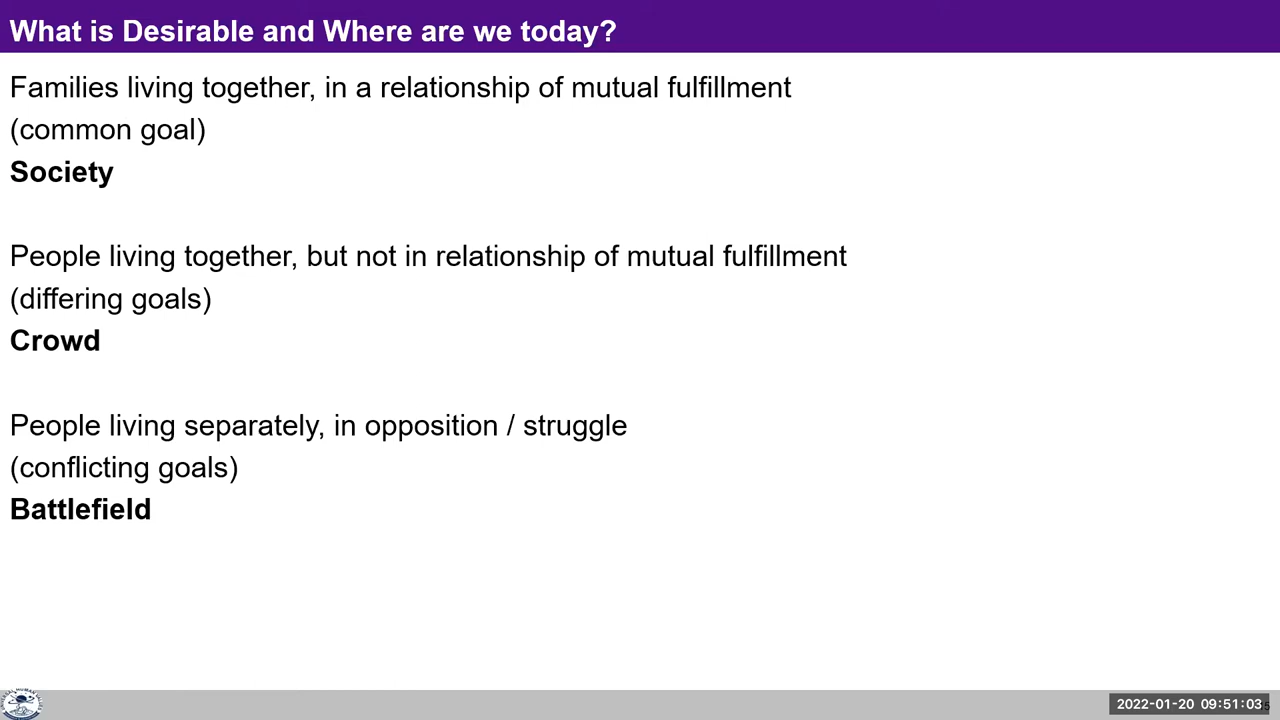 What is Desirable and Where are we today?
Families living together, in a relationship of mutual fulfillment
(common goal)
Society
People living together, but not in relationship of mutual fulfillment
(differing goals)
Crowd
People living separately, in opposition / struggle
(conflicting goals)
Battlefield
2022-01-20 09:51:03